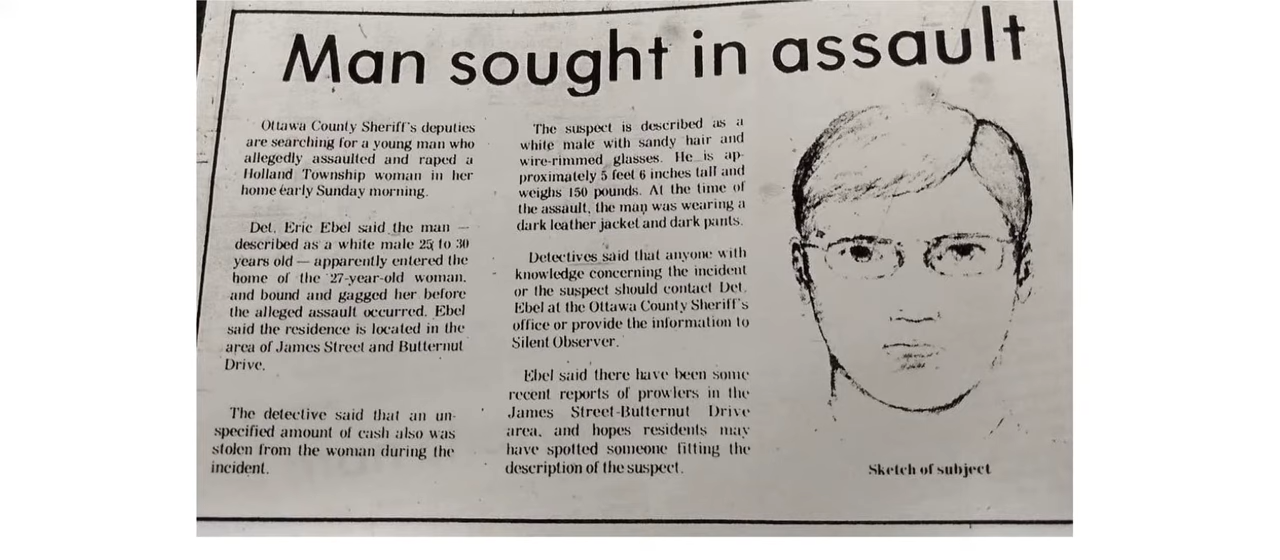 Man sought in assault
Ottawa County Sheriff's deputies
are searching for a young man who
allegedly assaulted and raped a
Holland Township woman in her
home early Sunday morning.
Det. Eric Ebel said the man —
described as a white male 25 to 30
years old — apparently entered the
home of the 27-year-old woman,
and bound and gagged her before
the alleged assault occurred. Ebel
said the residence is located in the
area of James Street and Butternut
Drive.
The detective said that an un-
specified amount of cash also was
stolen from the woman during the
incident.
The suspect is described as a
white male with sandy hair and
wire-rimmed glasses. He is ap-
proximately 5 feet 6 inches tall and
weighs 150 pounds. At the time of
the assault, the man was wearing a
dark leather jacket and dark pants.
Detectives said that anyone with
knowledge concerning the incident
or the suspect should contact Det.
Ebel at the Ottawa County Sheriff's
office or provide the information to
Silent Observer.
Ebel said there have been some
recent reports of prowlers in the
James Street-Butternut Drive
area, and hopes residents may
have spotted someone fitting the
description of the suspect.
Sketch of subject